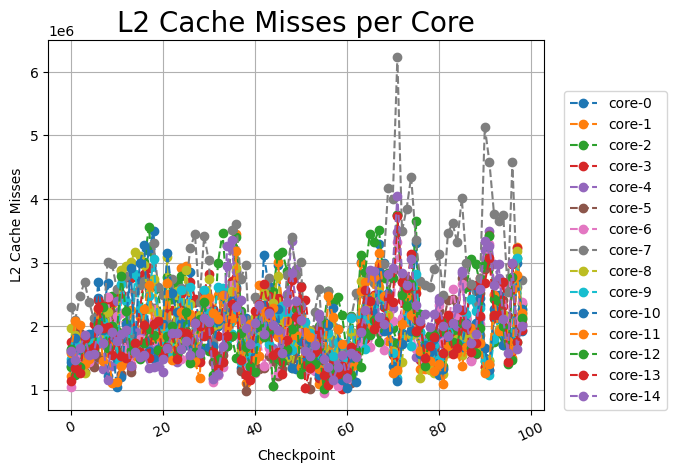 L2 Cache Misses per Core
1e6
6
5
4
3
2
1
L2 Cache Misses
0
20
40
60
80
100
Checkpoint
core-0
core-1
core-2
core-3
core-4
core-5
core-6
core-7
core-8
core-9
core-10
core-11
core-12
core-13
core-14